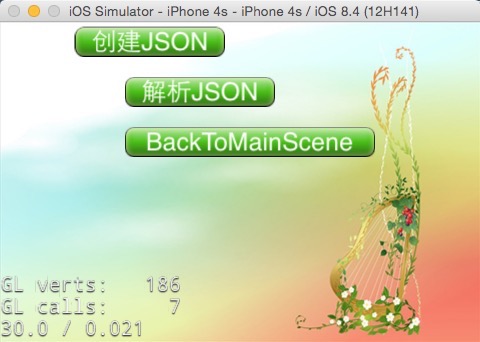 iOS Simulator - iPhone 4s - iPhone 4s / iOS 8.4 (12H141)
创建JSON
解析JSON
BackToMainScene
GL verts: 186
GL calls: 7
30.0 / 0.021